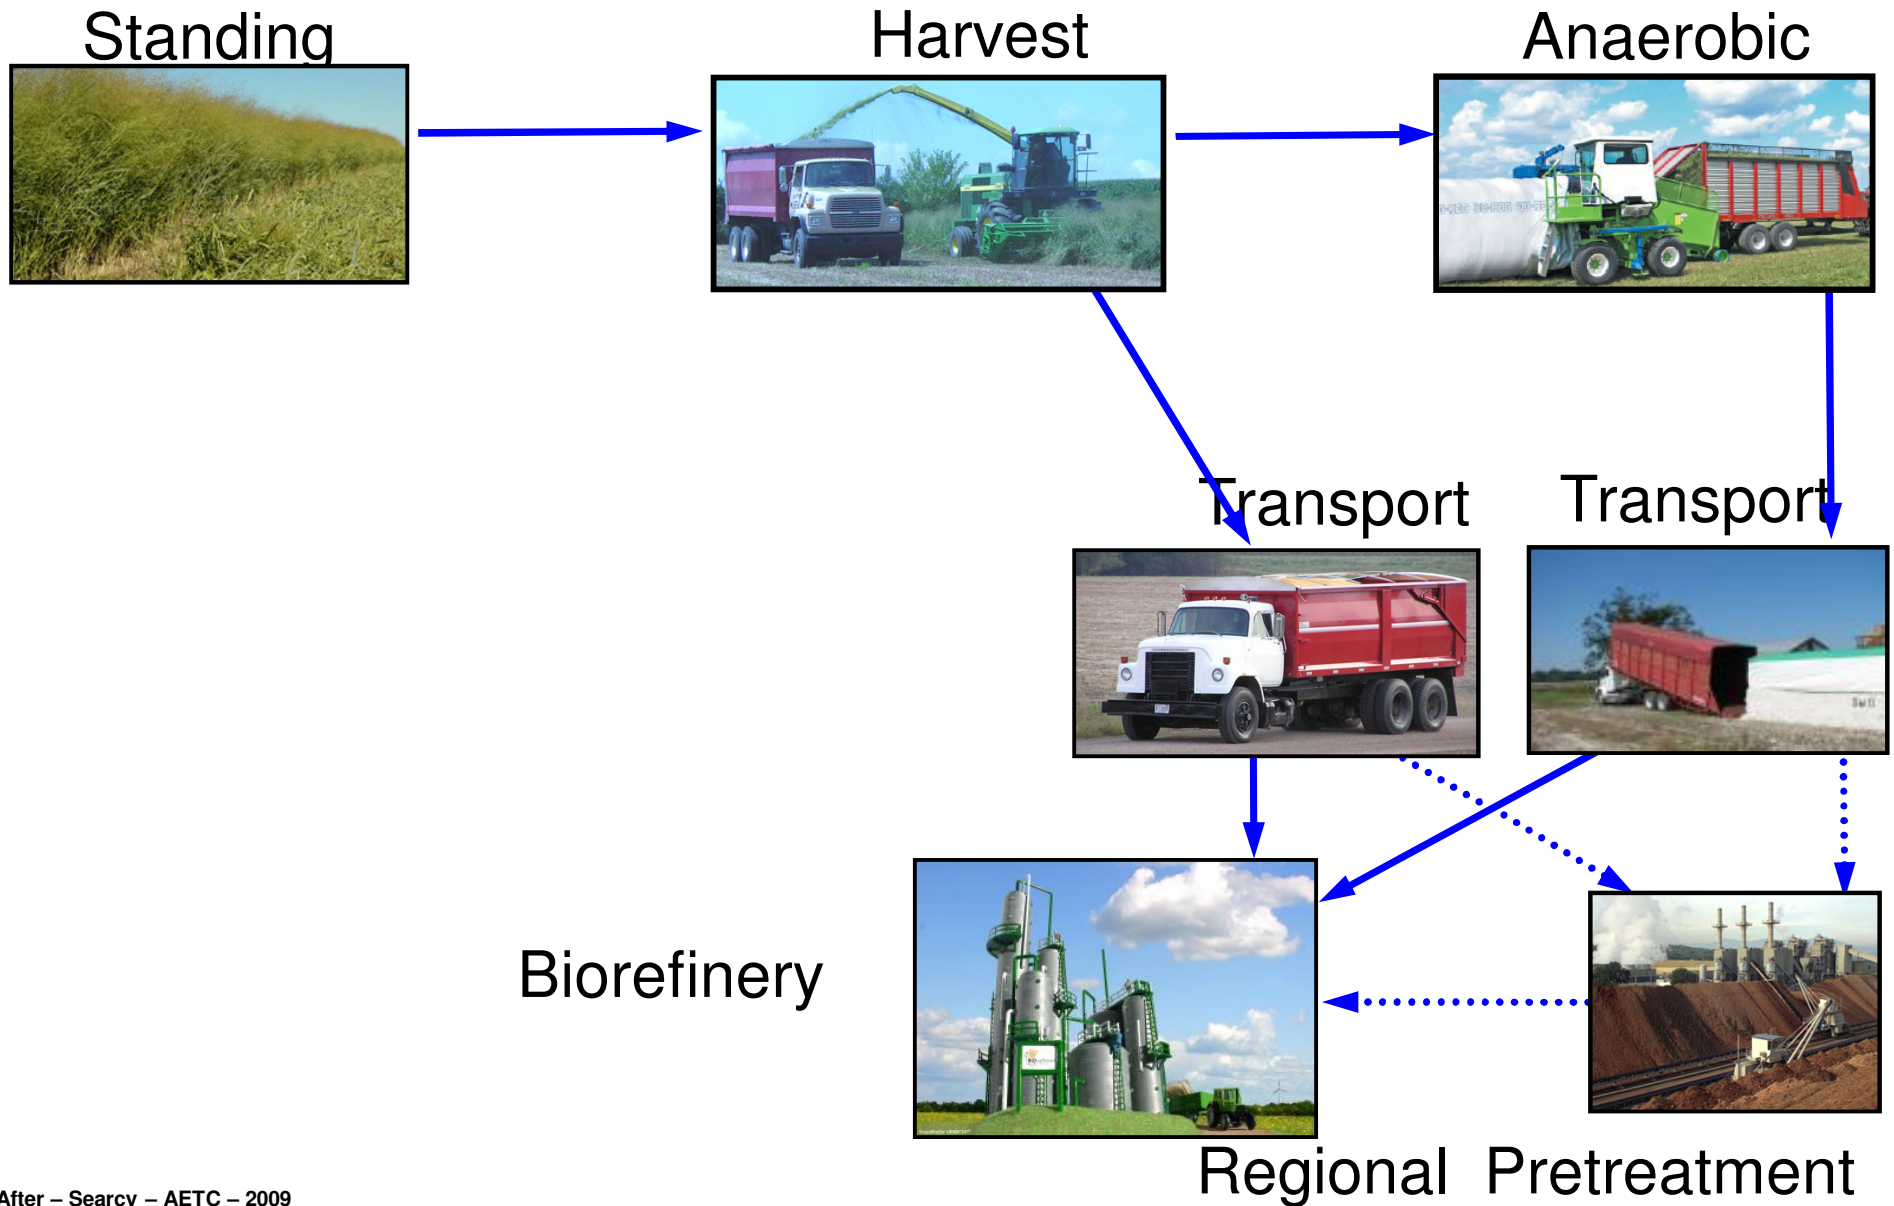 Standing
Harvest
Anaerobic
Transport
Transport
Biorefinery
Regional Pretreatment
After – Searcy – AETC – 2009